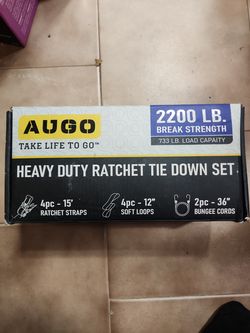 AUGO
TAKE LIFE TO GO™
2200 LB.
BREAK STRENGTH
733 LB. LOAD CAPAITY
HEAVY DUTY RATCHET TIE DOWN SET
4pc - 15'
RATCHET STRAPS
4pc - 12"
SOFT LOOPS
2pc - 36"
BUNGEE CORDS